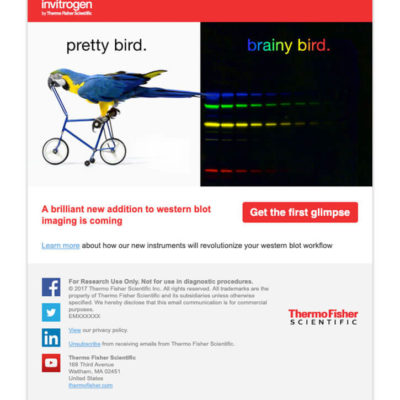 invitrogen
by Thermo Fisher Scientific
pretty bird.
brainy bird.
A brilliant new addition to western blot
imaging is coming
Get the first glimpse
Learn more about how our new instruments will revolutionize your western blot workflow
For Research Use Only. Not for use in diagnostic procedures.
© 2017 Thermo Fisher Scientific Inc. All rights reserved. All trademarks are the
property of Thermo Fisher Scientific and its subsidiaries unless otherwise
specified. We hereby disclose that this email communication is for commercial
purposes.
EMXXXXXX
View our privacy policy.
Unsubscribe from receiving emails from Thermo Fisher Scientific.
Thermo Fisher Scientific
168 Third Avenue
Waltham, MA 02451
United States
thermofisher.com
ThermoFisher
SCIENTIFIC